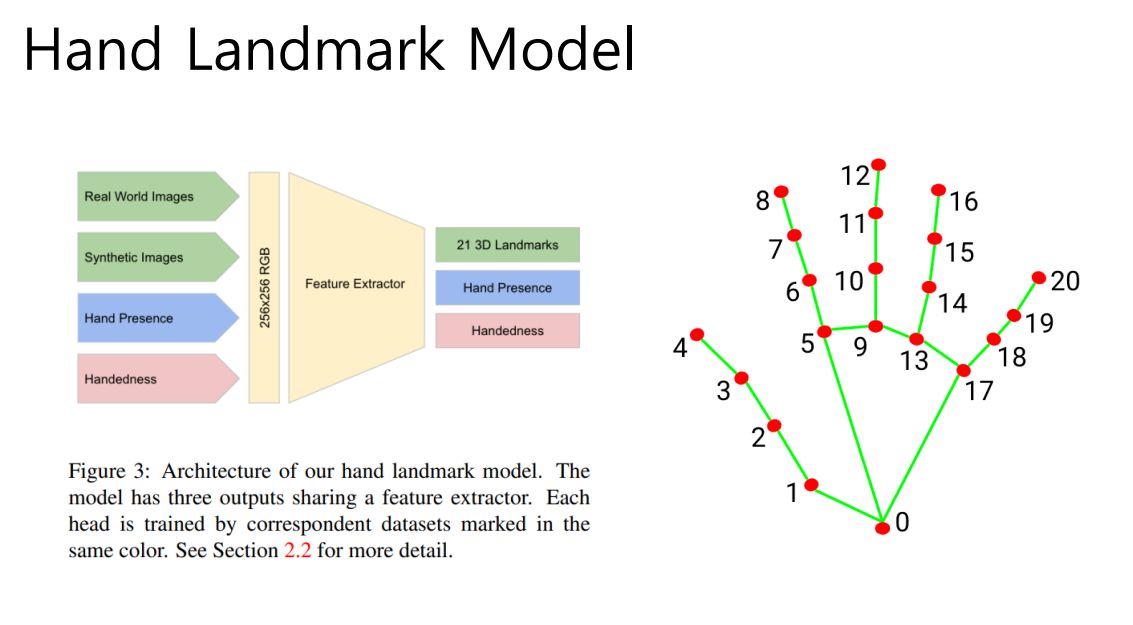 Hand Landmark Model
Real World Images
Synthetic Images
Hand Presence
Handedness
256x256 RGB
Feature Extractor
21 3D Landmarks
Hand Presence
Handedness
Figure 3: Architecture of our hand landmark model. The
model has three outputs sharing a feature extractor. Each
head is trained by correspondent datasets marked in the
same color. See Section 2.2 for more detail.
12
8
16
11
7
15
10
6
20
14
19
5
9
13
18
4
17
3
2
1
0